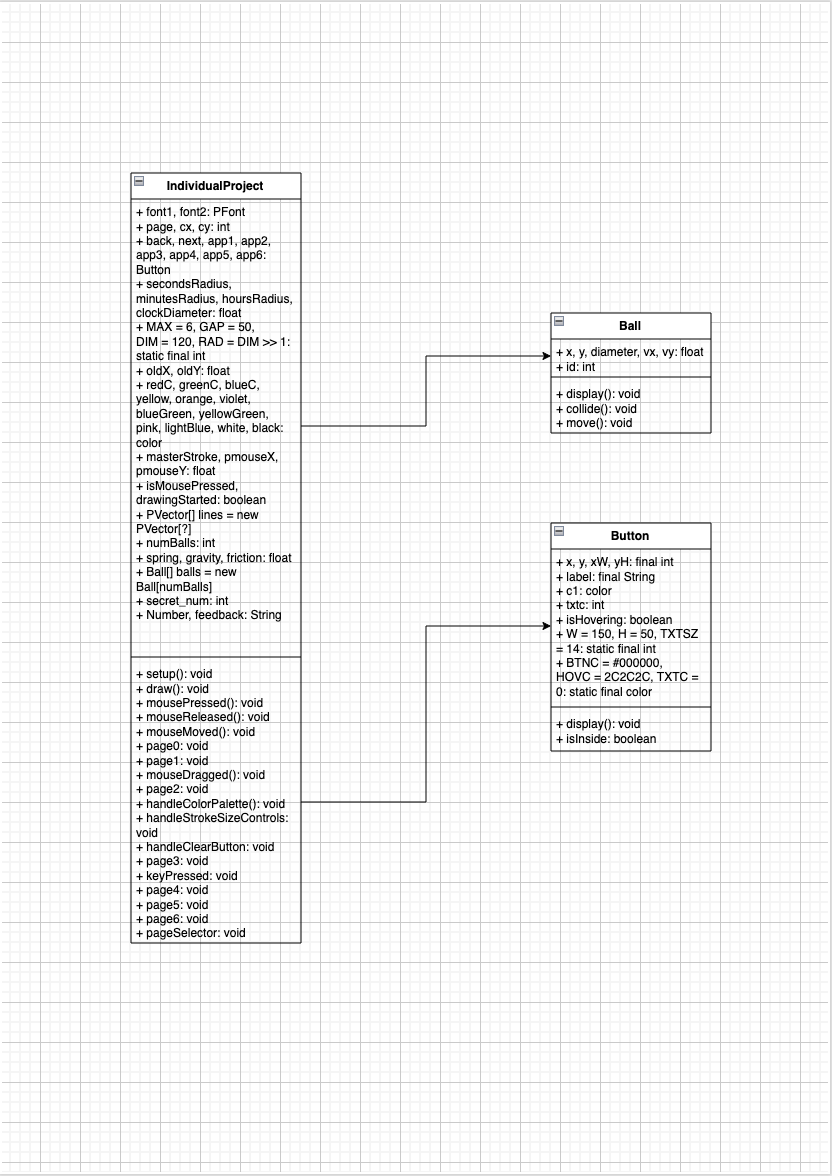 IndividualProject
+ font1, font2: PFont
+ page, cx, cy: int
+ back, next, app1, app2,
app3, app4, app5, app6:
Button
+ secondsRadius,
minutesRadius, hoursRadius,
clockDiameter: float
+ MAX = 6, GAP = 50,
DIM = 120, RAD = DIM >> 1:
static final int
+ oldX, oldY: float
+ redC, greenC, blueC,
yellow, orange, violet,
blueGreen, yellowGreen,
pink, lightBlue, white, black:
color
+ masterStroke, pmouseX,
pmouseY: float
+ isMousePressed,
drawingStarted: boolean
+ PVector[] lines = new
PVector[?]
+ numBalls: int
+ spring, gravity, friction: float
+ Ball[] balls = new
Ball[numBalls]
+ secret_num: int
+ Number, feedback: String
+ setup(): void
+ draw(): void
+ mousePressed(): void
+ mouseReleased(): void
+ mouseMoved(): void
+ page0: void
+ page1: void
+ mouseDragged(): void
+ page2: void
+ handleColorPalette(): void
+ handleStrokeSizeControls:
void
+ handleClearButton: void
+ page3: void
+ keyPressed: void
+ page4: void
+ page5: void
+ page6: void
+ pageSelector: void
Ball
+ x, y, diameter, vx, vy: float
+ id: int
+ display(): void
+ collide(): void
+ move(): void
Button
+ x, y, xW, yH: final int
+ label: final String
+ c1: color
+ txtc: int
+ isHovering: boolean
+ W = 150, H = 50, TXTSZ
= 14: static final int
+ BTNC = #000000,
HOVC = 2C2C2C, TXTC =
0: static final color
+ display(): void
+ isInside: boolean